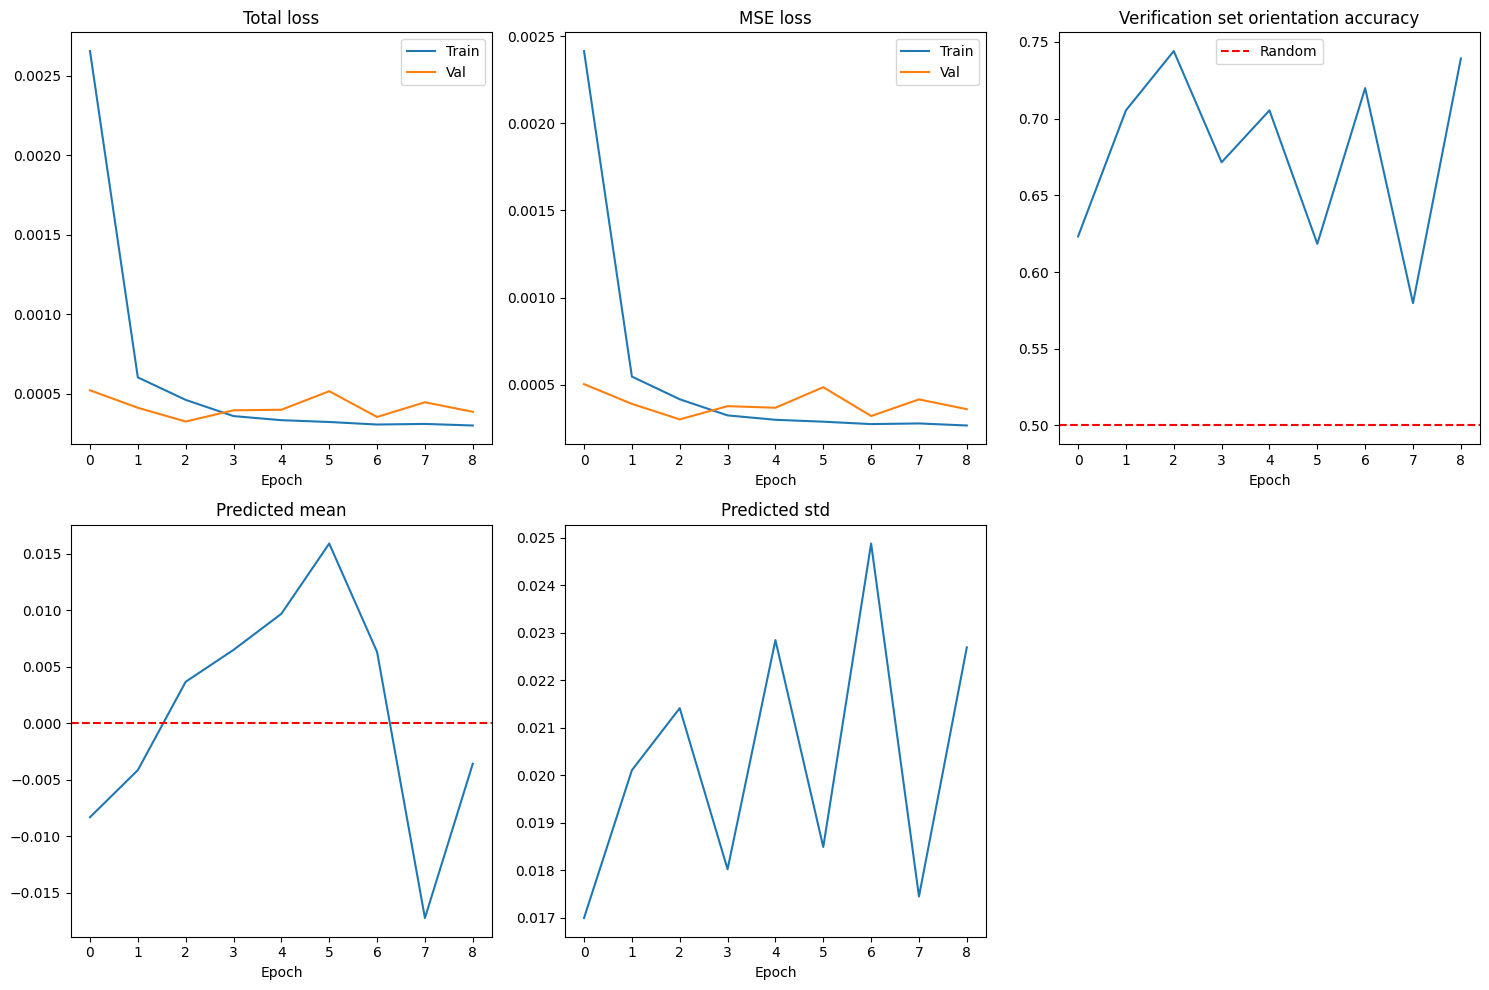 Total loss
Train
Val
0.0025
0.0020
0.0015
0.0010
0.0005
0 1 2 3 4 5 6 7 8
Epoch
MSE loss
Train
Val
0.0025
0.0020
0.0015
0.0010
0.0005
0 1 2 3 4 5 6 7 8
Epoch
Verification set orientation accuracy
Random
0.75
0.70
0.65
0.60
0.55
0.50
0 1 2 3 4 5 6 7 8
Epoch
Predicted mean
0.015
0.010
0.005
0.000
−0.005
−0.010
−0.015
0 1 2 3 4 5 6 7 8
Epoch
Predicted std
0.025
0.024
0.023
0.022
0.021
0.020
0.019
0.018
0.017
0 1 2 3 4 5 6 7 8
Epoch